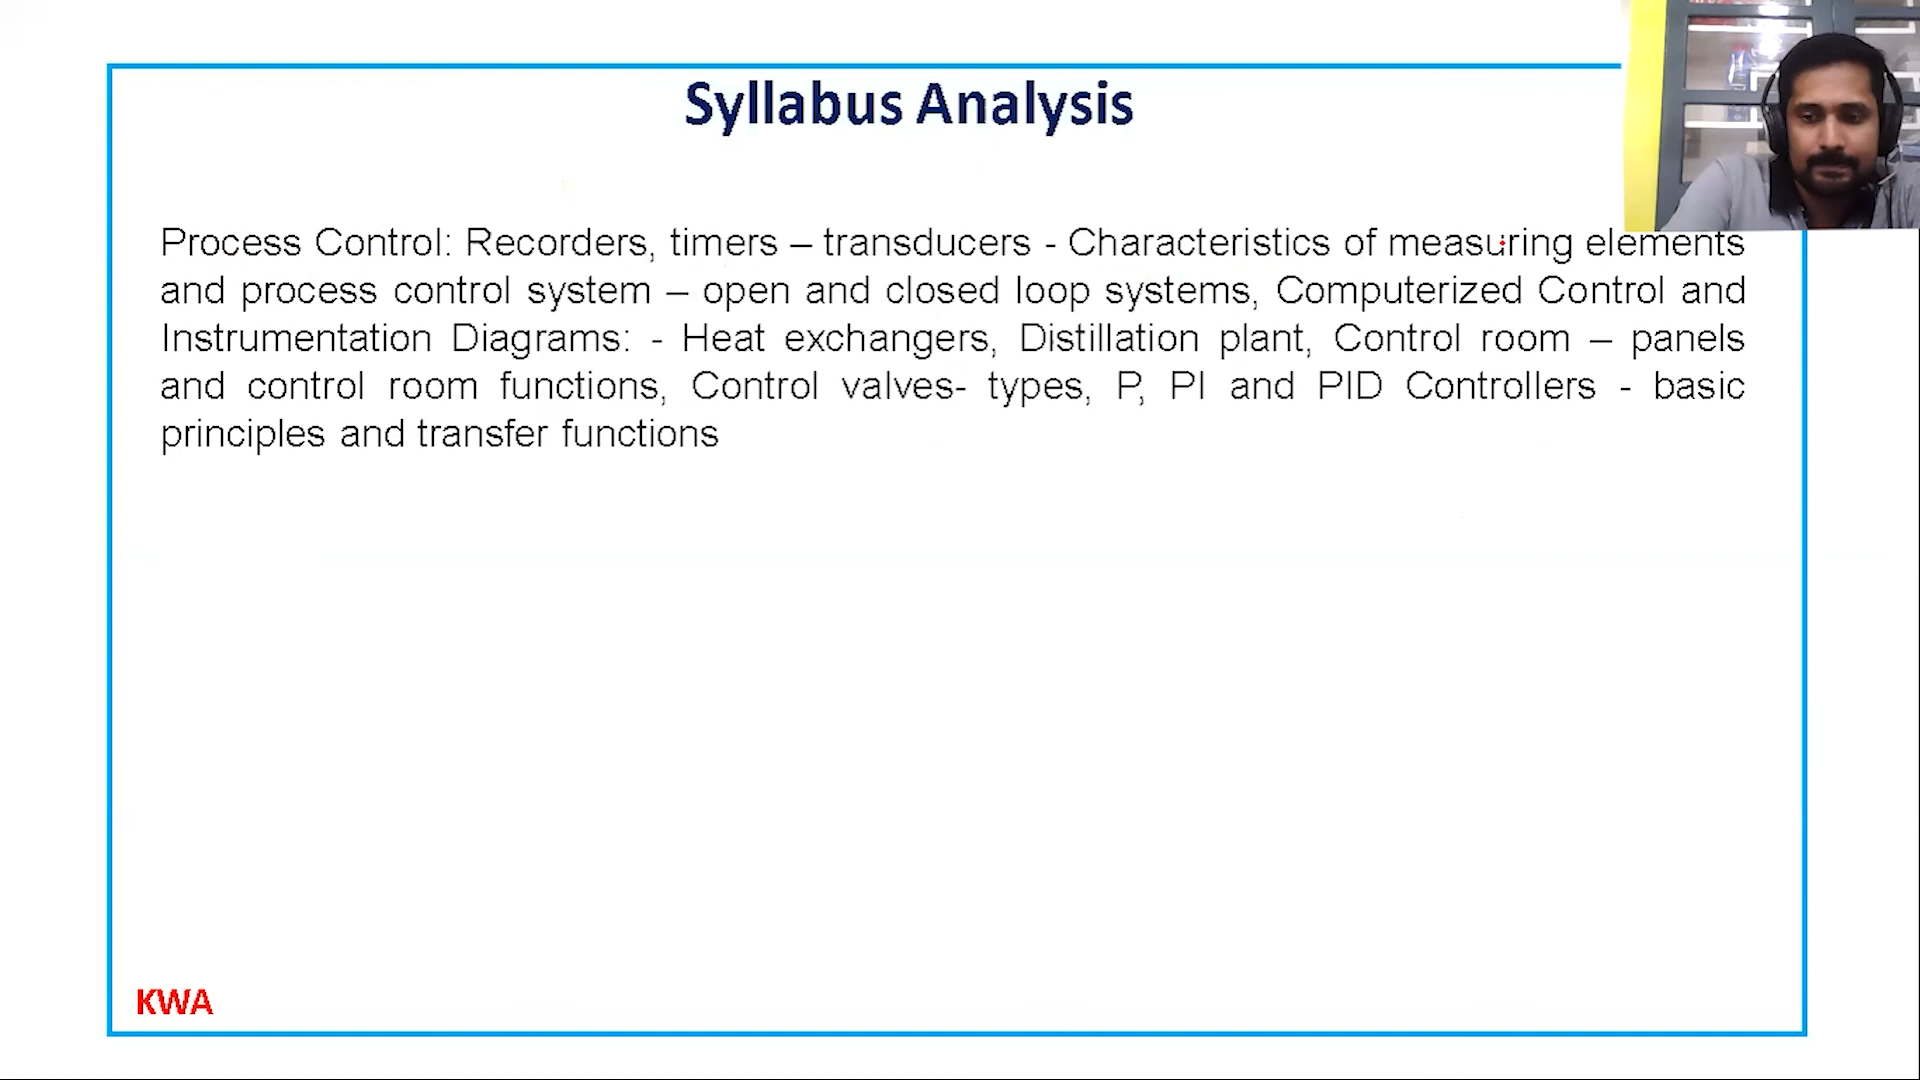 Syllabus Analysis
Process Control: Recorders, timers – transducers - Characteristics of measuring elements
and process control system – open and closed loop systems, Computerized Control and
Instrumentation Diagrams: - Heat exchangers, Distillation plant, Control room – panels
and control room functions, Control valves- types, P, PI and PID Controllers - basic
principles and transfer functions
KWA